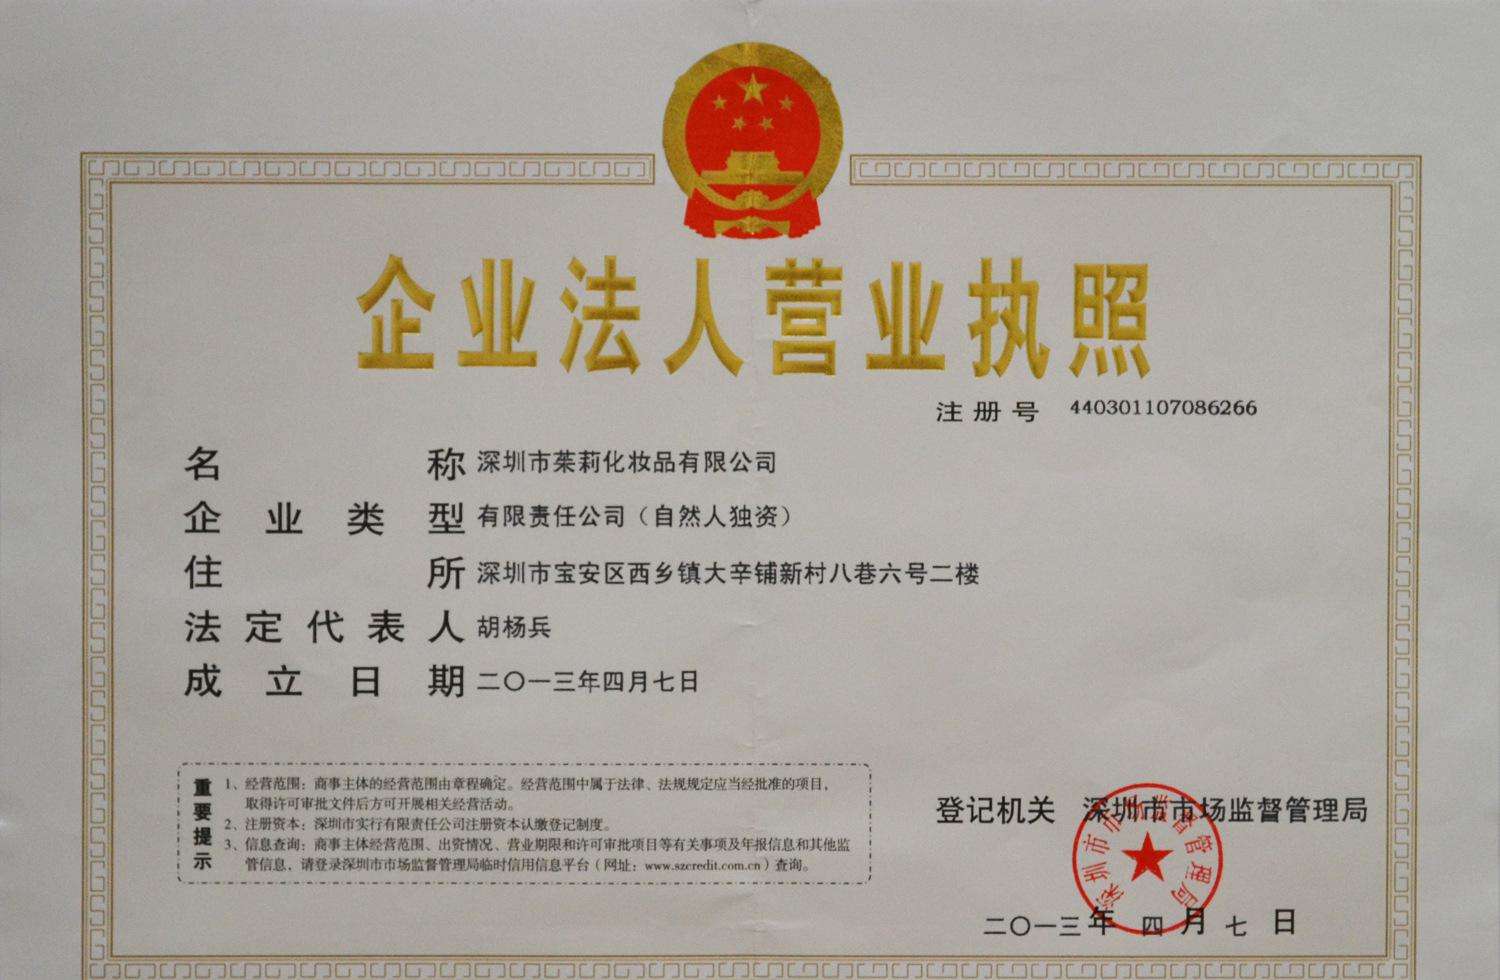 企业法人营业执照
注册号 440301107086266
名称 深圳市茱莉化妆品有限公司
企业类型 有限责任公司（自然人独资）
住所 深圳市宝安区西乡镇大辛铺新村八巷六号二楼
法定代表人 胡杨兵
成立日期 二〇一三年四月七日
重要提示
1、经营范围：商事主体的经营范围由章程确定。经营范围中属于法律、法规规定应当经批准的项目，
取得许可审批文件后方可开展相关经营活动。
2、注册资本：深圳市实行有限责任公司注册资本认缴登记制度。
3、信息查询：商事主体经营范围、出资情况、营业期限和许可审批项目等有关事项及年报信息和其他监
管信息，请登录深圳市市场监督管理局临时信用信息平台（网址：www.szcredit.com.cn）查询。
登记机关 深圳市市场监督管理局
深圳市市场监督管理局
二〇一三年四月七日